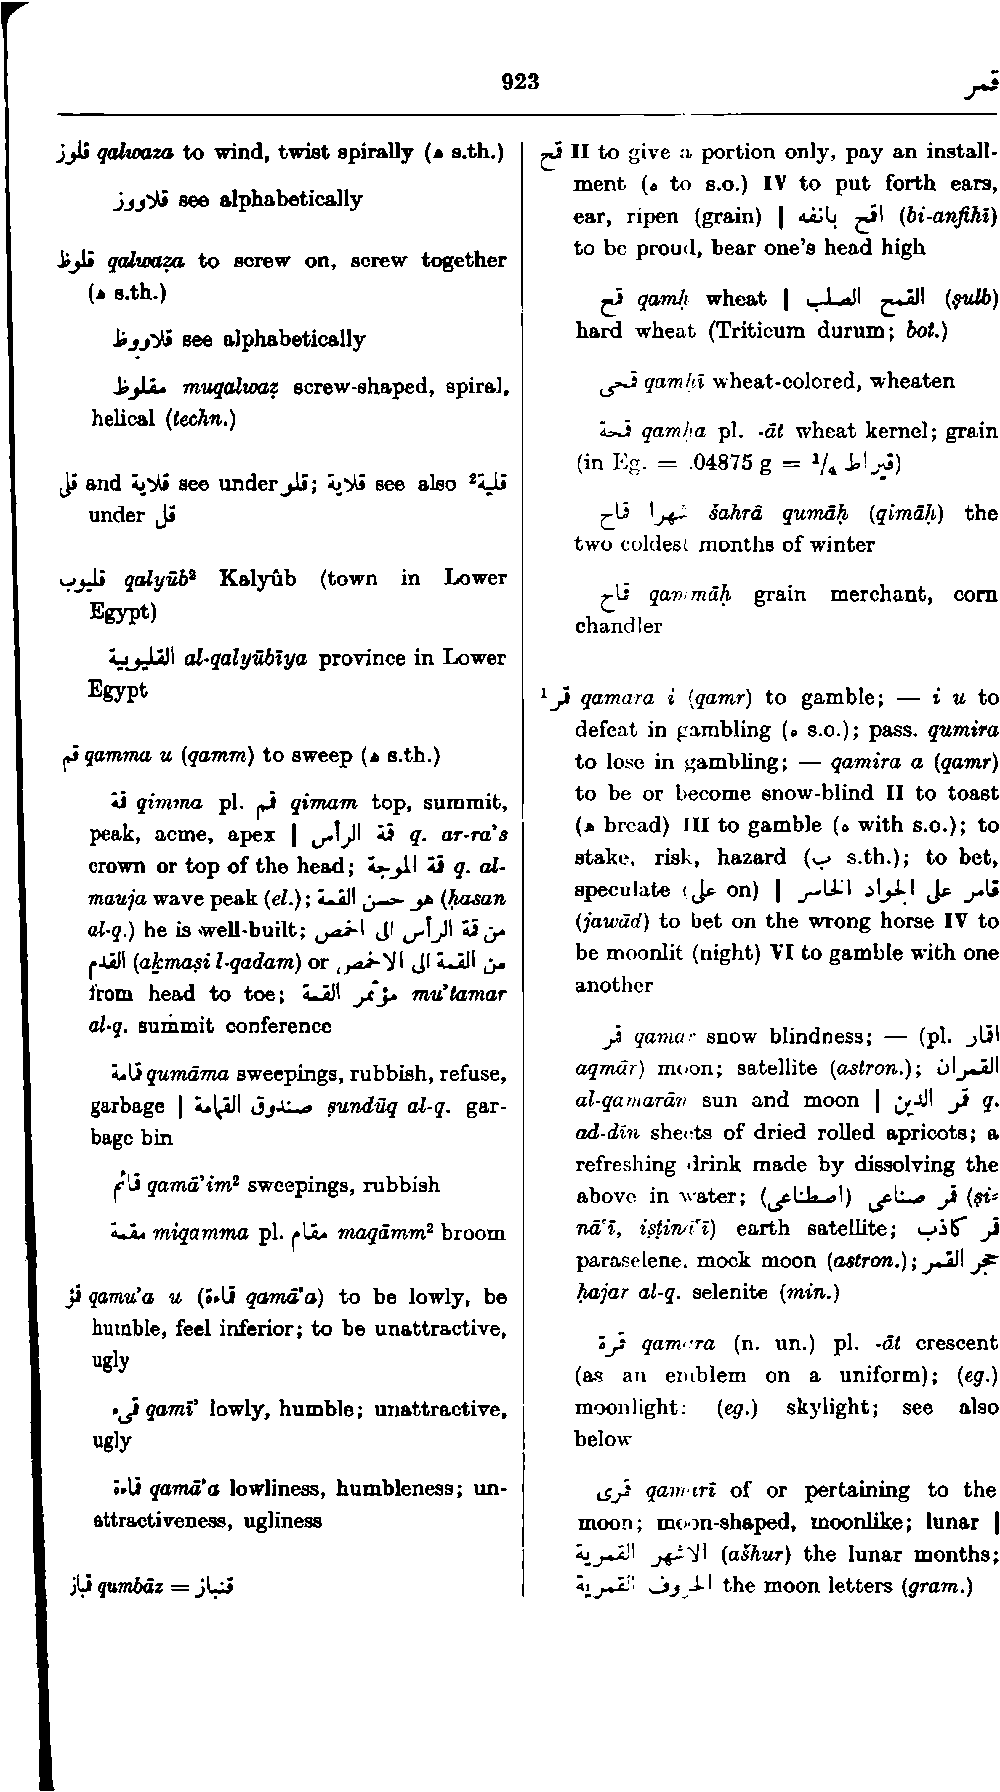 923
قمر
قلوز qalwaza to wind, twist spirally (ه s.th.)
قلاووز see alphabetically
قلوظ qalwaẓa to screw on, screw together
(ه s.th.)
قلاووظ see alphabetically
مقلوظ muqalwaẓ screw-shaped, spiral,
helical (techn.)
قلى and قلاية see under قلو; قلاية see also ²قلية
under قل
قليوب qalyūb² Kalyûb (town in Lower
Egypt)
القليوبية al-qalyūbīya province in Lower
Egypt
قم qamma u (qamm) to sweep (ه s.th.)
قمة qimma pl. قمم qimam top, summit,
peak, acme, apex | قمة الرأس q. ar-ra's
crown or top of the head; قمة الموجة q. al-
mauja wave peak (el.); هو حسن القمة (ḥasan
al-q.) he is well-built; من قمة الرأس الى اخمص
القدم (aḵmaṣi l-qadam) or من القمة الى الاخمص,
from head to toe; مؤتمر القمة mu'tamar
al-q. summit conference
قمامة qumāma sweepings, rubbish, refuse,
garbage | صندوق القمامة ṣundūq al-q. gar-
bage bin
قمائم qamā'im² sweepings, rubbish
مقمة miqamma pl. مقام maqāmm² broom
قمؤ qamu'a u (قماءة qamā'a) to be lowly, be
humble, feel inferior; to be unattractive,
ugly
قمىء qamī' lowly, humble; unattractive,
ugly
قماءة qamā'a lowliness, humbleness; un-
attractiveness, ugliness
قمباز qumbāz = قنباز
قمح II to give a portion only, pay an install-
ment (ه to s.o.) IV to put forth ears,
ear, ripen (grain) | اقمح بانفه (bi-anfihī)
to be proud, bear one's head high
قمح qamḥ wheat | القمح الصلب (ṣulb)
hard wheat (Triticum durum; bot.)
قمحى qamḥī wheat-colored, wheaten
قمحة qamḥa pl. -āt wheat kernel; grain
(in Eg. = .04875 g = ¹/₄ قيراط)
شهرا قماح šahrā qumāḥ (qimāḥ) the
two coldest months of winter
قماح qammāḥ grain merchant, corn
chandler
¹قمر qamara i (qamr) to gamble; — i u to
defeat in gambling (ه s.o.); pass. qumira
to lose in gambling; — qamira a (qamr)
to be or become snow-blind II to toast
(ه bread) III to gamble (ه with s.o.); to
stake, risk, hazard (ب s.th.); to bet,
speculate (على on) | قامر على الجواد الخاسر
(jawād) to bet on the wrong horse IV to
be moonlit (night) VI to gamble with one
another
قمر qamar snow blindness; — (pl. اقمار
aqmār) moon; satellite (astron.); القمران
al-qamarān sun and moon | قمر الدين q.
ad-dīn sheets of dried rolled apricots; a
refreshing drink made by dissolving the
above in water; قمر صناعى (اصطناعى) (ṣi-
nā'ī, iṣṭinā'ī) earth satellite; قمر كاذب
paraselene, mock moon (astron.); حجر القمر
ḥajar al-q. selenite (min.)
قمرة qamara (n. un.) pl. -āt crescent
(as an emblem on a uniform); (eg.)
moonlight; (eg.) skylight; see also
below
قمرى qamarī of or pertaining to the
moon; moon-shaped, moonlike; lunar |
الاشهر القمرية (ašhur) the lunar months;
الحروف القمرية the moon letters (gram.)